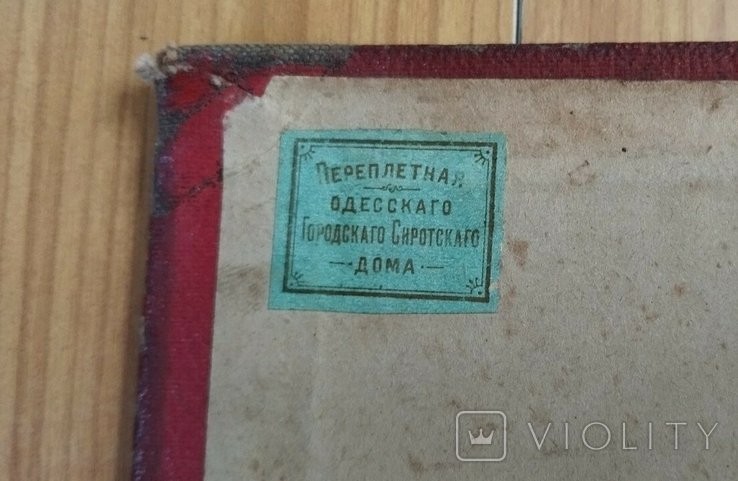 ПЕРЕПЛЕТНАЯ
ОДЕССКАГО
ГОРОДСКАГО СИРОТСКАГО
— ДОМА —
VIOLITY